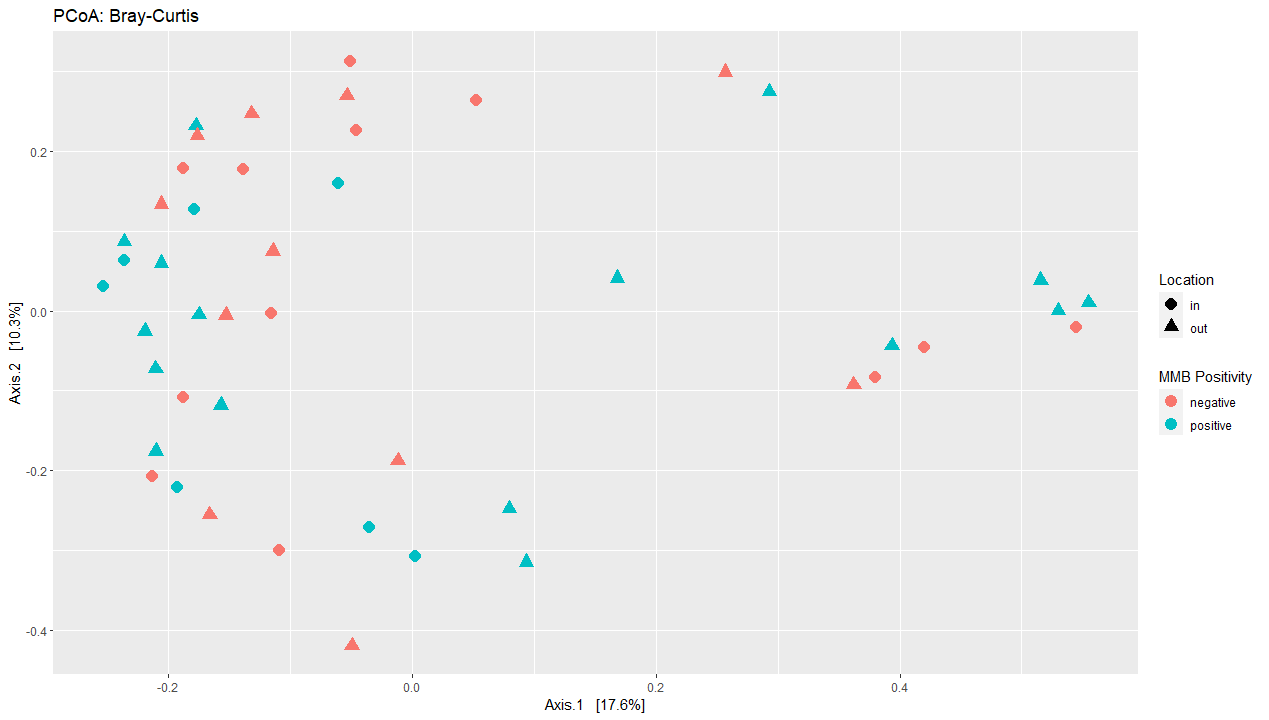 PCoA: Bray-Curtis
0.2
0.0
-0.2
-0.4
Axis.2 [10.3%]
-0.2
0.0
0.2
0.4
Axis.1 [17.6%]
Location
in
out
MMB Positivity
negative
positive